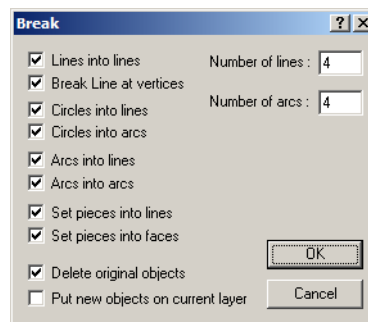 Break
Lines into lines
Number of lines : 4
Break Line at vertices
Circles into lines
Number of arcs : 4
Circles into arcs
Arcs into lines
Arcs into arcs
Set pieces into lines
Set pieces into faces
OK
Delete original objects
Put new objects on current layer
Cancel